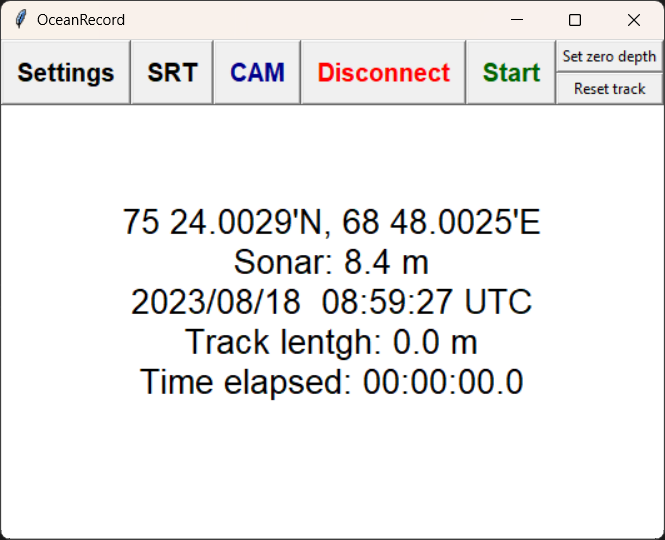 OceanRecord
Settings SRT CAM Disconnect Start Set zero depth
Reset track
75 24.0029'N, 68 48.0025'E
Sonar: 8.4 m
2023/08/18  08:59:27 UTC
Track lentgh: 0.0 m
Time elapsed: 00:00:00.0